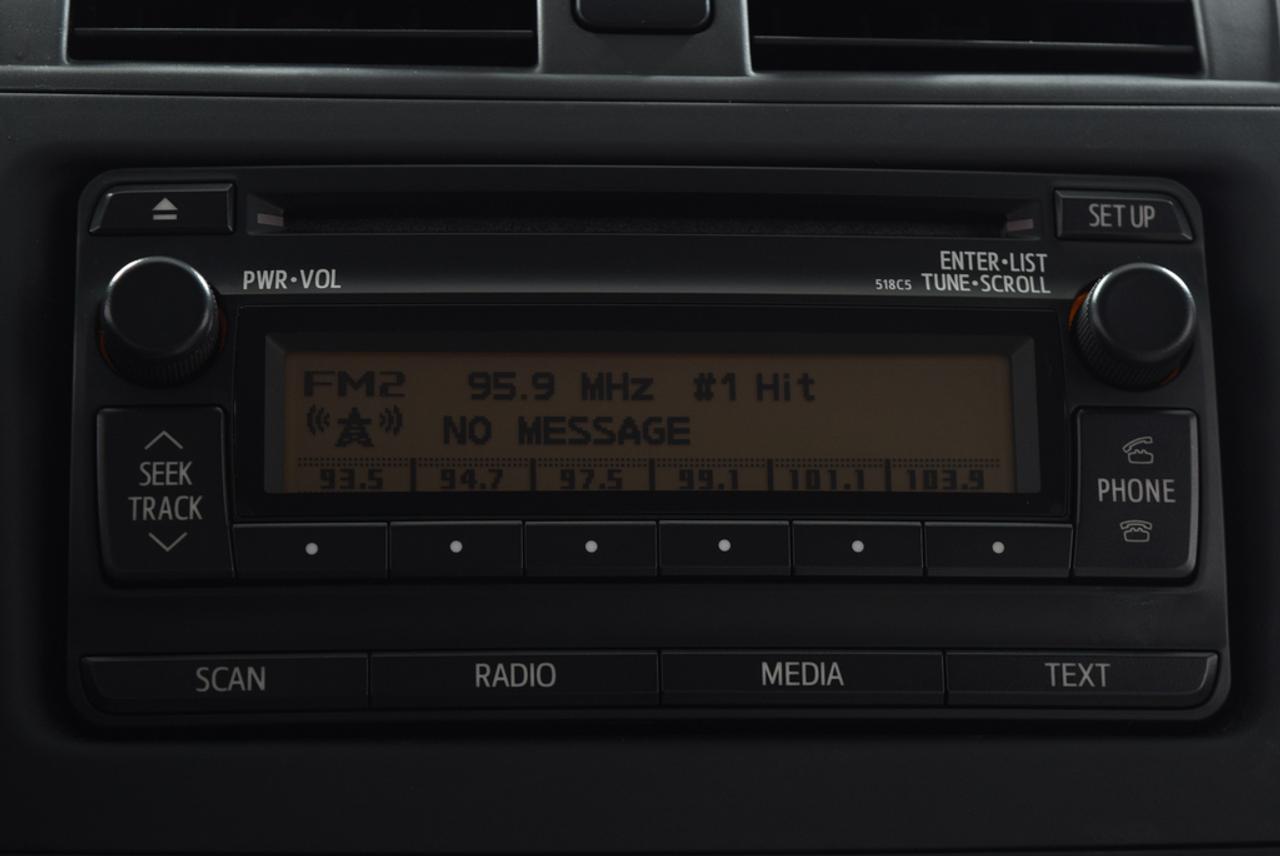 SET UP
PWR•VOL
ENTER•LIST
518C5 TUNE•SCROLL
FM2 95.9 MHz #1 Hit
NO MESSAGE
93.5 94.7 97.5 99.1 101.1 103.9
SEEK
TRACK
PHONE
SCAN RADIO MEDIA TEXT